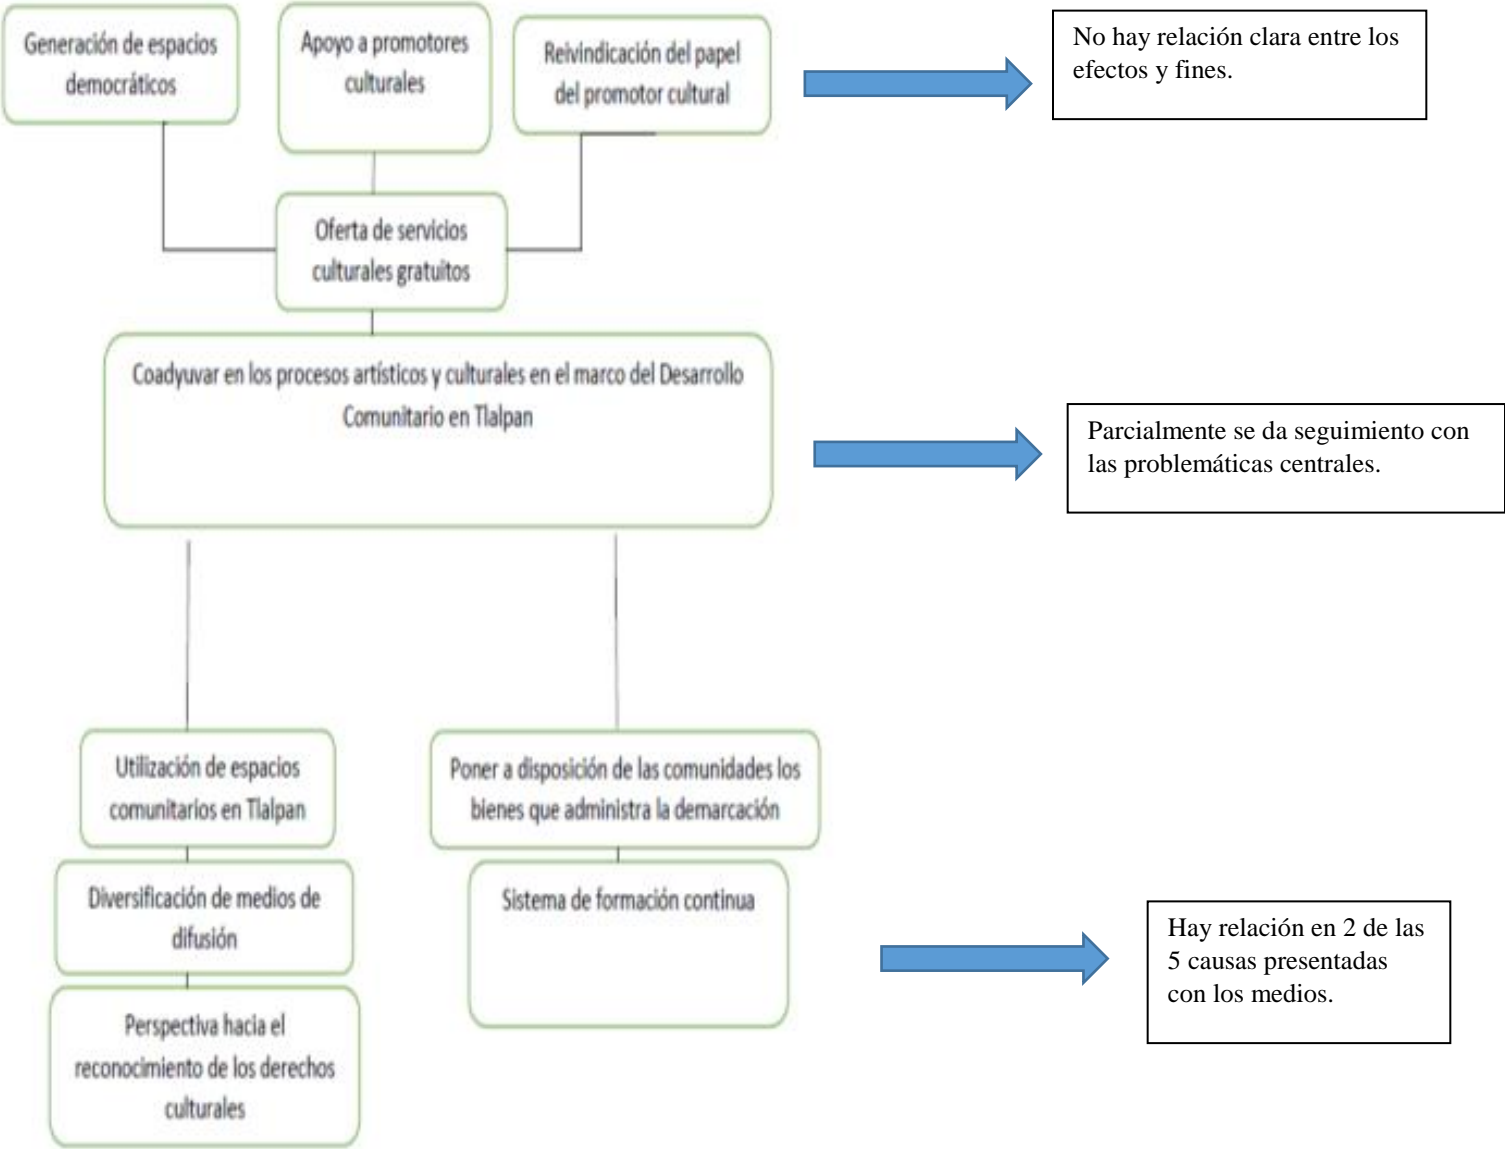 Generación de espacios
democráticos
Apoyo a promotores
culturales
Reivindicación del papel
del promotor cultural
No hay relación clara entre los
efectos y fines.
Oferta de servicios
culturales gratuitos
Coadyuvar en los procesos artísticos y culturales en el marco del Desarrollo
Comunitario en Tlalpan
Parcialmente se da seguimiento con
las problemáticas centrales.
Utilización de espacios
comunitarios en Tlalpan
Poner a disposición de las comunidades los
bienes que administra la demarcación
Diversificación de medios de
difusión
Sistema de formación continua
Hay relación en 2 de las
5 causas presentadas
con los medios.
Perspectiva hacia el
reconocimiento de los derechos
culturales